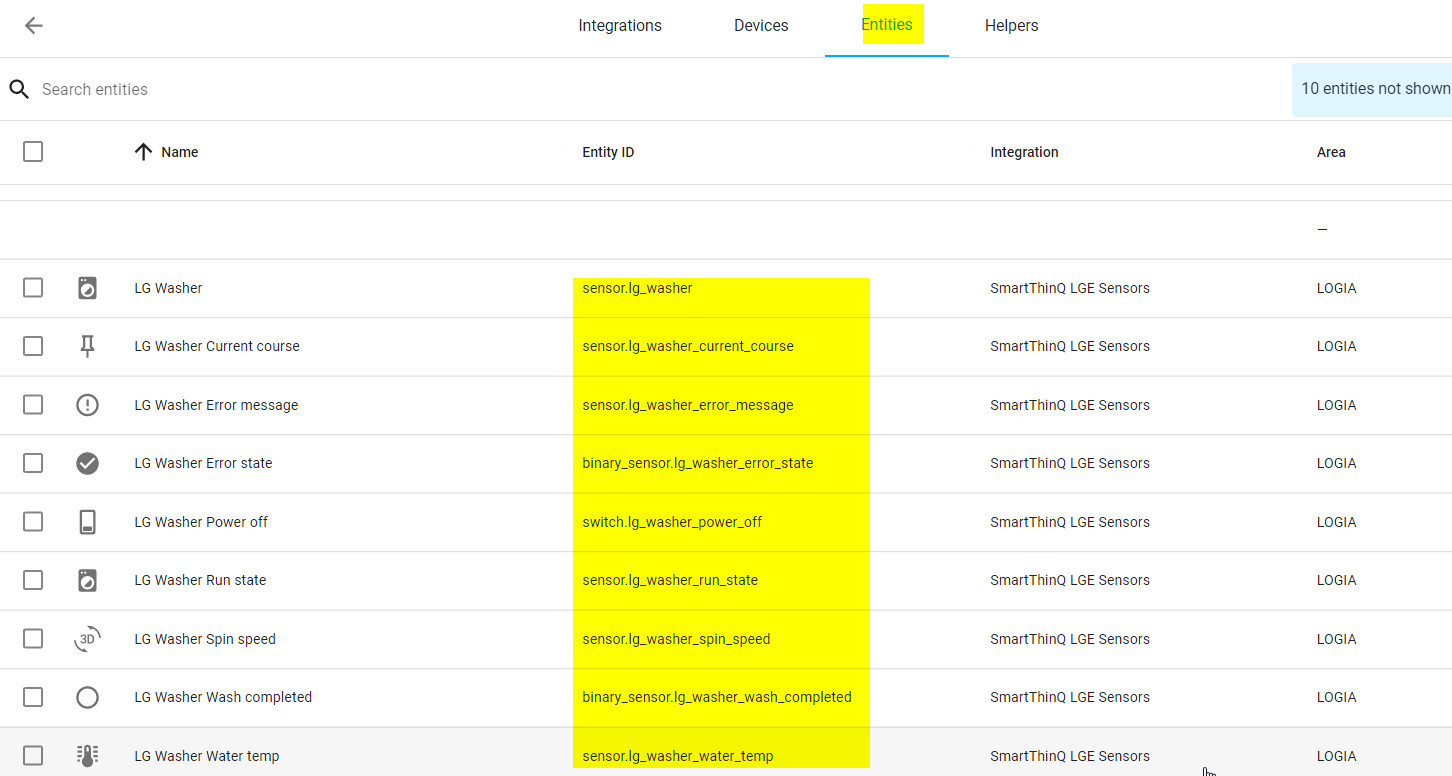 Integrations Devices Entities Helpers
Search entities 10 entities not shown
Name Entity ID Integration Area
–
LG Washer sensor.lg_washer SmartThinQ LGE Sensors LOGIA
LG Washer Current course sensor.lg_washer_current_course SmartThinQ LGE Sensors LOGIA
LG Washer Error message sensor.lg_washer_error_message SmartThinQ LGE Sensors LOGIA
LG Washer Error state binary_sensor.lg_washer_error_state SmartThinQ LGE Sensors LOGIA
LG Washer Power off switch.lg_washer_power_off SmartThinQ LGE Sensors LOGIA
LG Washer Run state sensor.lg_washer_run_state SmartThinQ LGE Sensors LOGIA
3D LG Washer Spin speed sensor.lg_washer_spin_speed SmartThinQ LGE Sensors LOGIA
LG Washer Wash completed binary_sensor.lg_washer_wash_completed SmartThinQ LGE Sensors LOGIA
LG Washer Water temp sensor.lg_washer_water_temp SmartThinQ LGE Sensors LOGIA